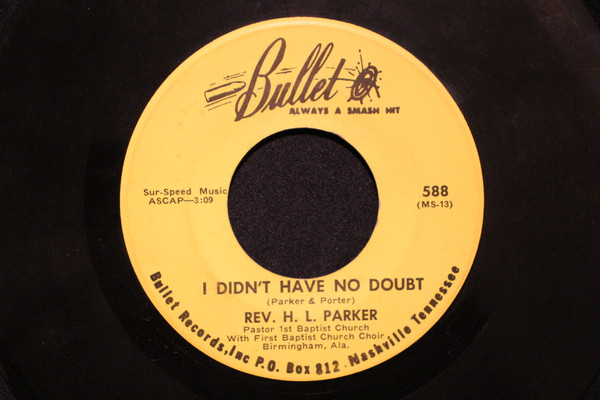 Bullet
ALWAYS A SMASH HIT
Sur-Speed Music
ASCAP—3:09
588
(MS-13)
I DIDN'T HAVE NO DOUBT
(Parker & Porter)
REV. H. L. PARKER
Pastor 1st Baptist Church
With First Baptist Church Choir
Birmingham, Ala.
Bullet Records,Inc P.O. Box 812 Nashville Tennessee